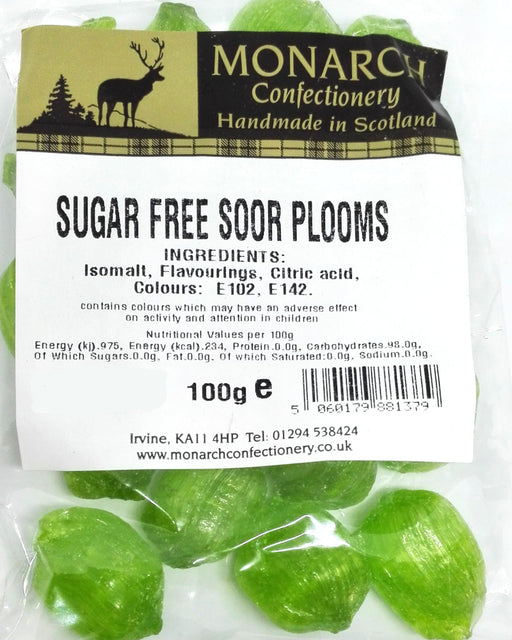 MONARCH
Confectionery
Handmade in Scotland
SUGAR FREE SOOR PLOOMS
INGREDIENTS:
Isomalt, Flavourings, Citric acid,
Colours: E102, E142.
contains colours which may have an adverse effect
on activity and attention in children
Nutritional Values per 100g
Energy (kj).975, Energy (kcal).234, Protein.0.0g, Carbohydrates.98.0g,
Of Which Sugars.0.0g, Fat.0.0g, Of which Saturated:0.0g, Sodium.0.0g.
100g e
5 060179 881379
Irvine, KA11 4HP Tel: 01294 538424
www.monarchconfectionery.co.uk